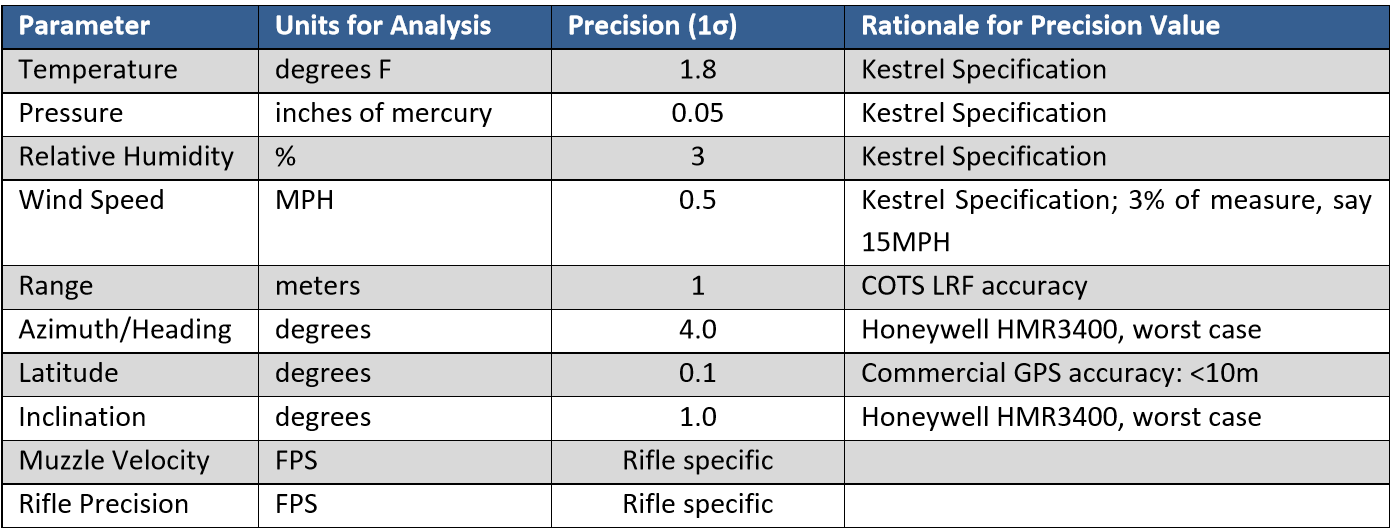 Parameter Units for Analysis Precision (1σ) Rationale for Precision Value
Temperature degrees F 1.8 Kestrel Specification
Pressure inches of mercury 0.05 Kestrel Specification
Relative Humidity % 3 Kestrel Specification
Wind Speed MPH 0.5 Kestrel Specification; 3% of measure, say
15MPH
Range meters 1 COTS LRF accuracy
Azimuth/Heading degrees 4.0 Honeywell HMR3400, worst case
Latitude degrees 0.1 Commercial GPS accuracy: <10m
Inclination degrees 1.0 Honeywell HMR3400, worst case
Muzzle Velocity FPS Rifle specific
Rifle Precision FPS Rifle specific